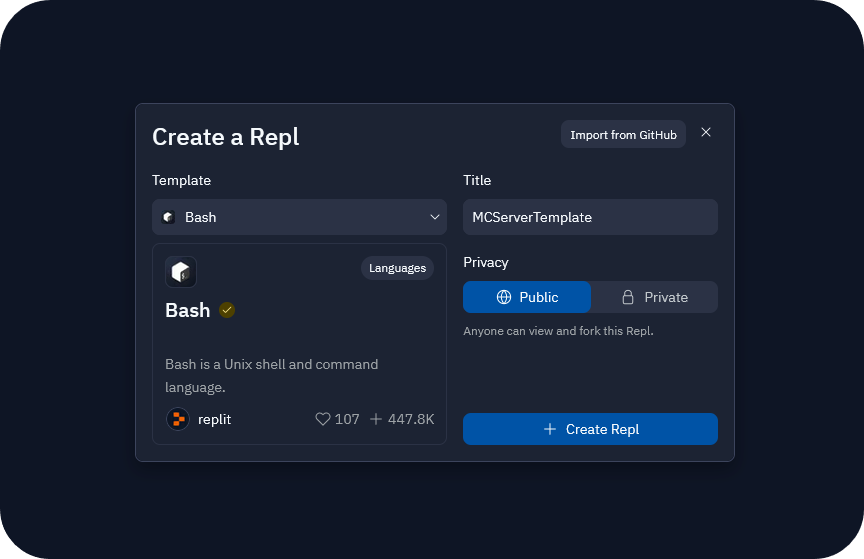 Create a Repl
Import from GitHub
Template
Bash
Languages
Bash
Bash is a Unix shell and command
language.
replit
107
447.8K
Title
MCServerTemplate
Privacy
Public
Private
Anyone can view and fork this Repl.
Create Repl